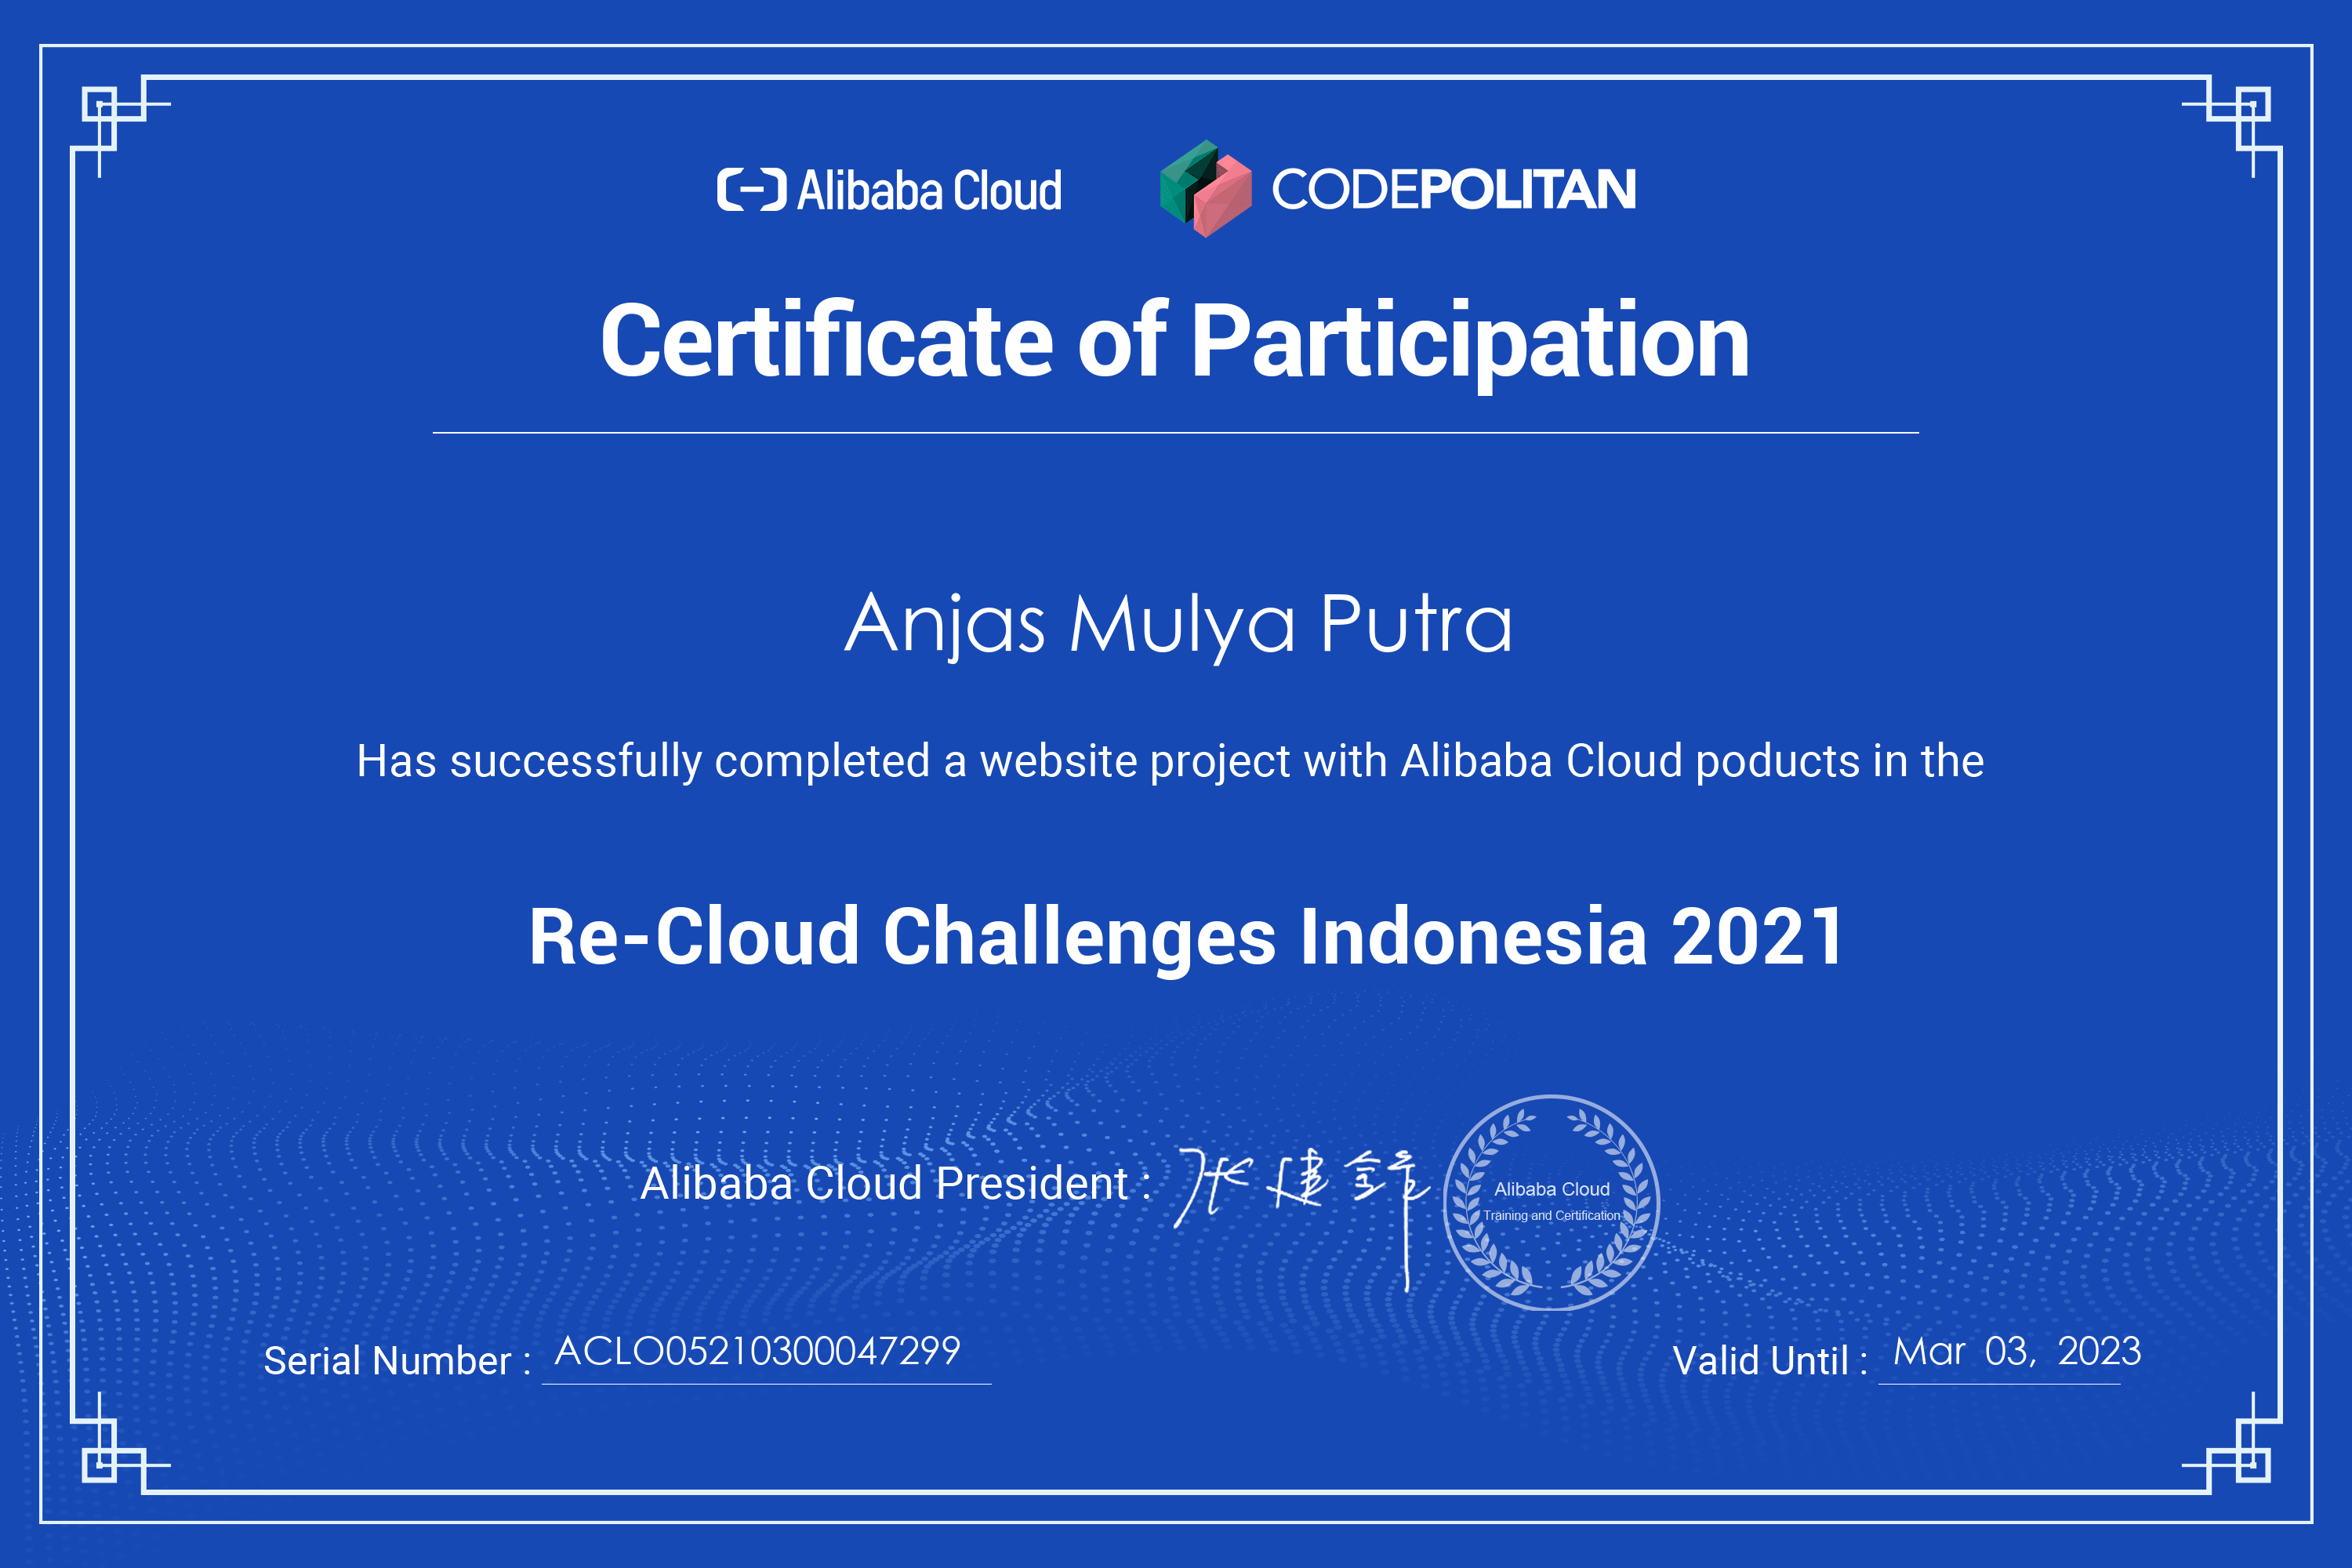 Alibaba Cloud CODEPOLITAN
Certificate of Participation
Anjas Mulya Putra
Has successfully completed a website project with Alibaba Cloud poducts in the
Re-Cloud Challenges Indonesia 2021
Alibaba Cloud President :
Alibaba Cloud
Training and Certification
Serial Number : ACLO05210300047299
Valid Until : Mar 03, 2023